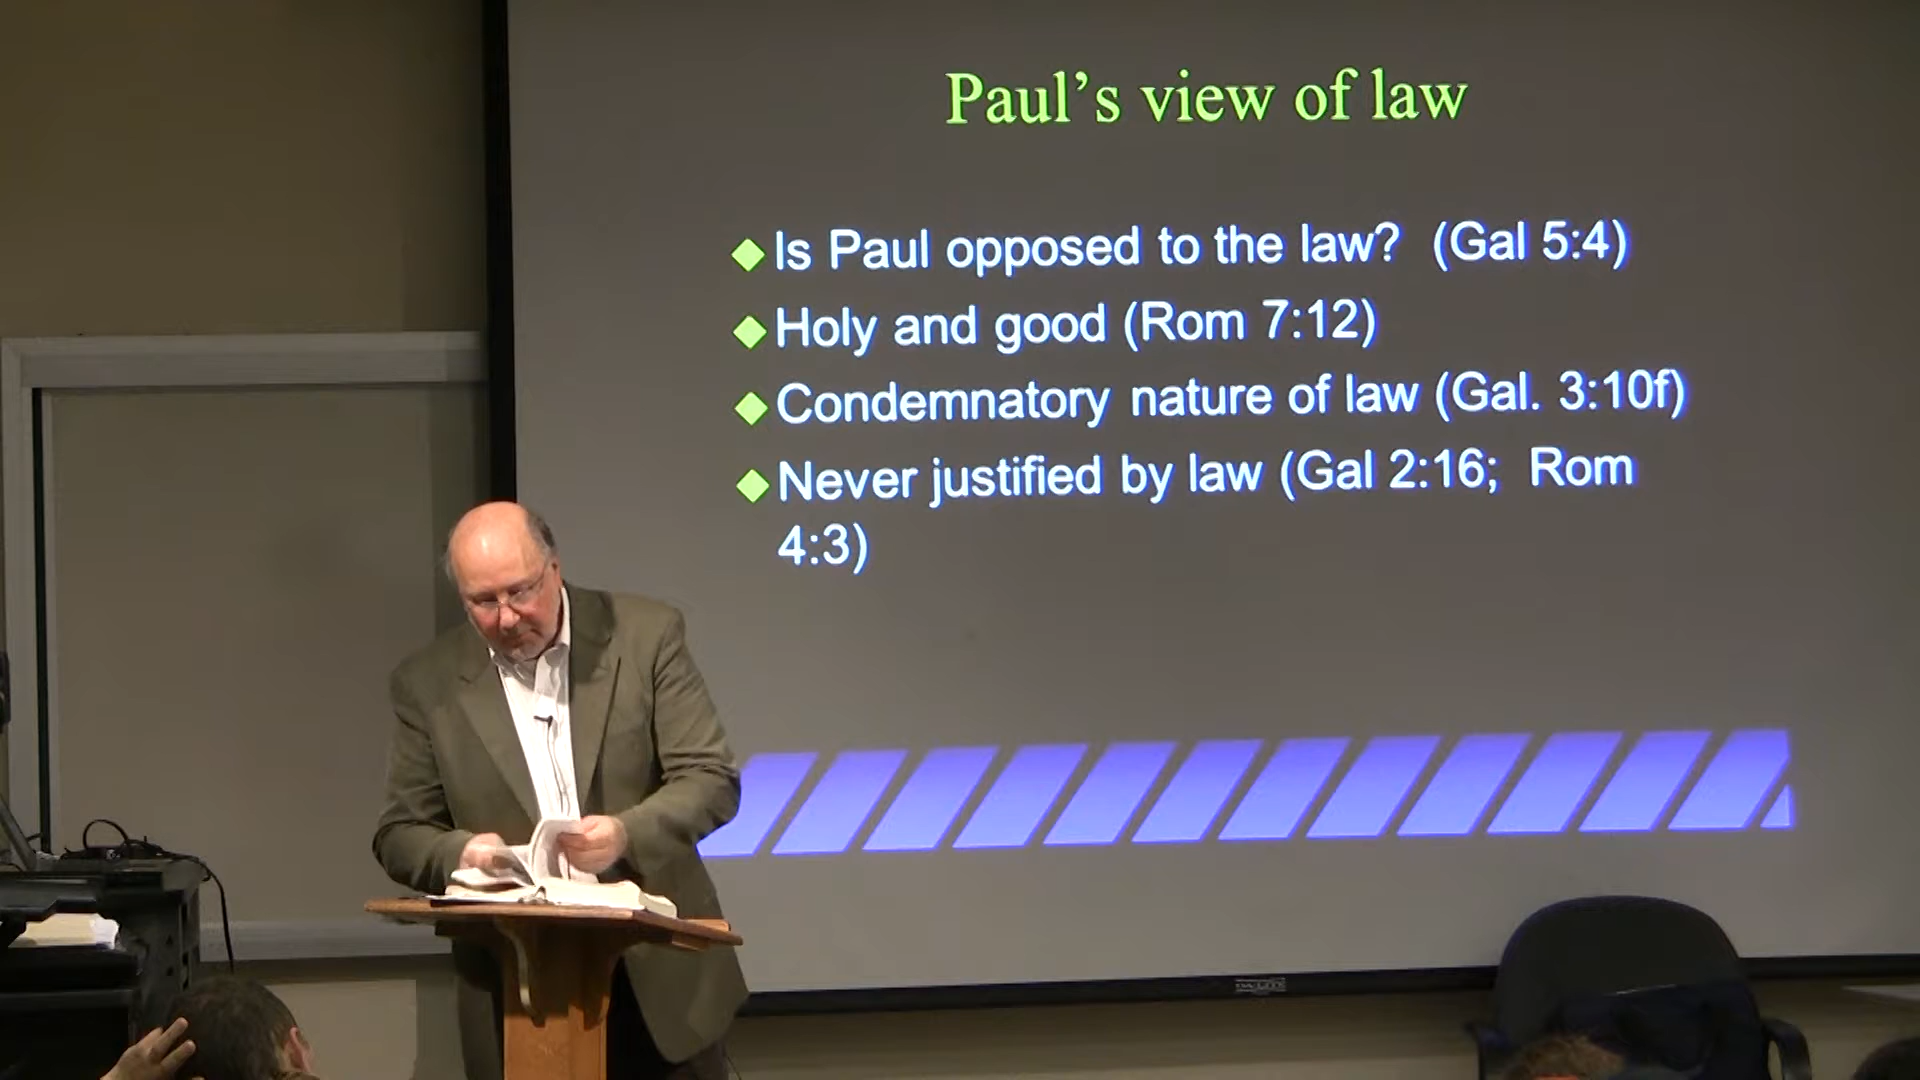 Paul’s view of law
Is Paul opposed to the law?  (Gal 5:4)
Holy and good (Rom 7:12)
Condemnatory nature of law (Gal. 3:10f)
Never justified by law (Gal 2:16;  Rom
4:3)